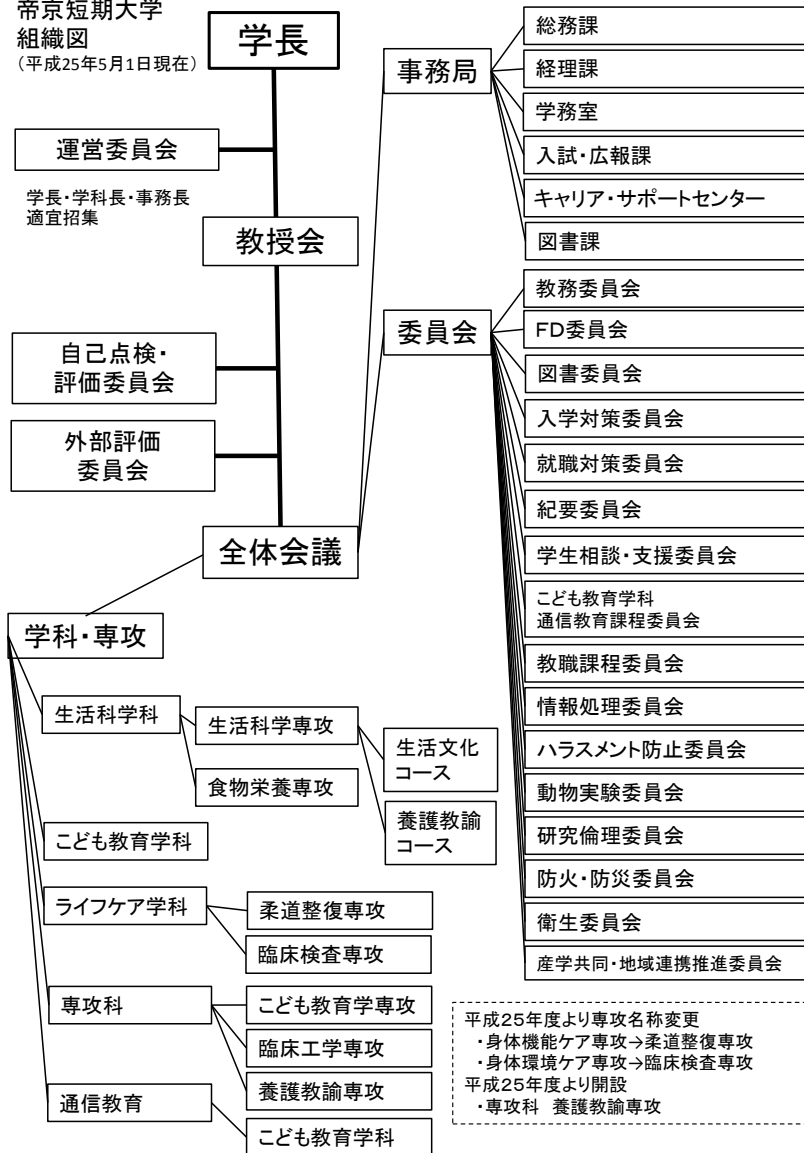 帝京短期大学
組織図
（平成25年5月1日現在）
学長
運営委員会
学長・学科長・事務長
適宜招集
教授会
自己点検・
評価委員会
外部評価
委員会
全体会議
事務局
総務課
経理課
学務室
入試・広報課
キャリア・サポートセンター
図書課
委員会
教務委員会
FD委員会
図書委員会
入学対策委員会
就職対策委員会
紀要委員会
学生相談・支援委員会
こども教育学科
通信教育課程委員会
教職課程委員会
情報処理委員会
ハラスメント防止委員会
動物実験委員会
研究倫理委員会
防火・防災委員会
衛生委員会
産学共同・地域連携推進委員会
学科・専攻
生活科学科
生活科学専攻
生活文化
コース
養護教諭
コース
食物栄養専攻
こども教育学科
ライフケア学科
柔道整復専攻
臨床検査専攻
専攻科
こども教育学専攻
臨床工学専攻
養護教諭専攻
通信教育
こども教育学科
平成２５年度より専攻名称変更
・身体機能ケア専攻→柔道整復専攻
・身体環境ケア専攻→臨床検査専攻
平成２５年度より開設
・専攻科　養護教諭専攻